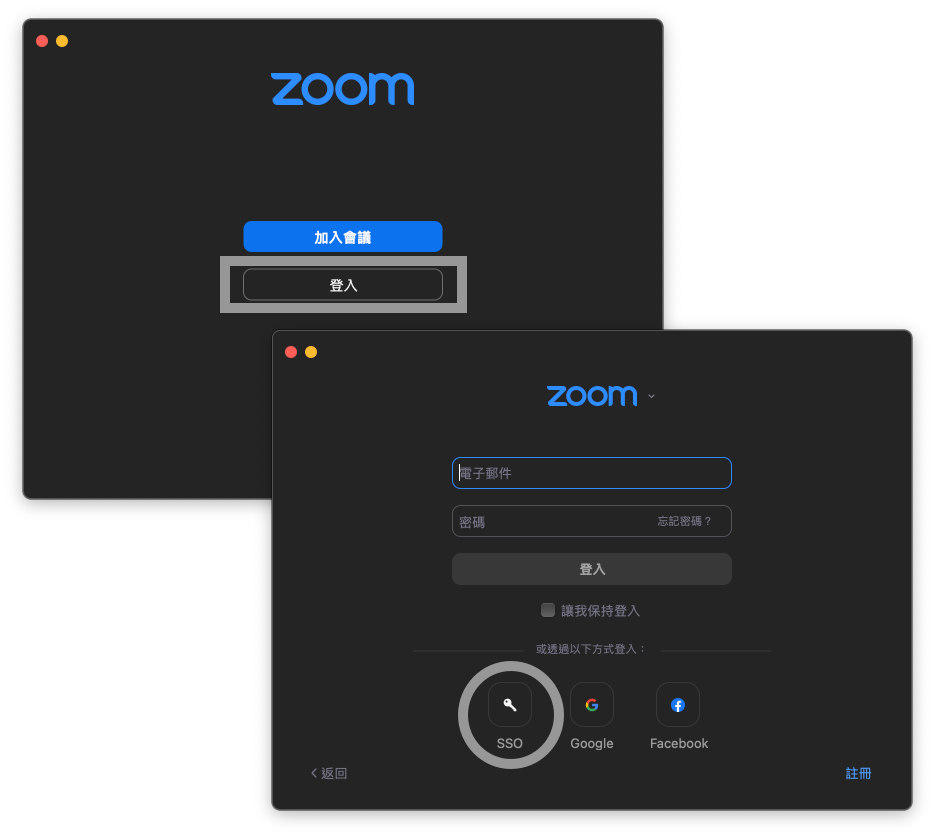 zoom
加入會議
登入
zoom
電子郵件
密碼 忘記密碼？
登入
讓我保持登入
或透過以下方式登入：
SSO Google Facebook
返回 註冊